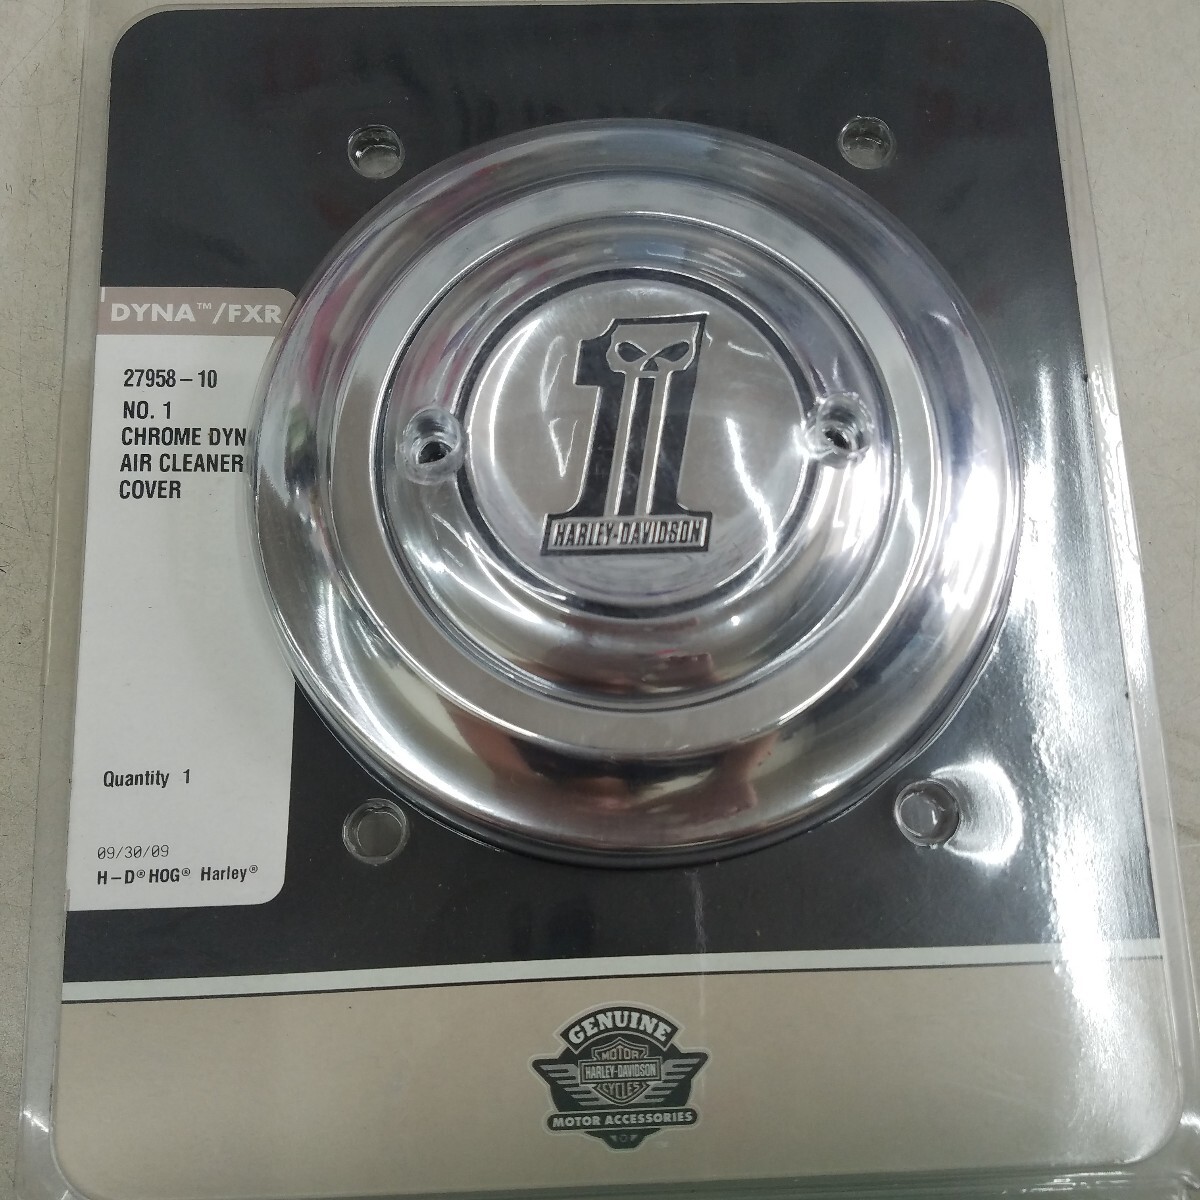 DYNA™/FXR
27958-10
NO. 1
CHROME DYN
AIR CLEANER
COVER
Quantity 1
09/30/09
H-D® HOG® Harley®
1
HARLEY-DAVIDSON
GENUINE
MOTOR
HARLEY-DAVIDSON
CYCLES
MOTOR ACCESSORIES